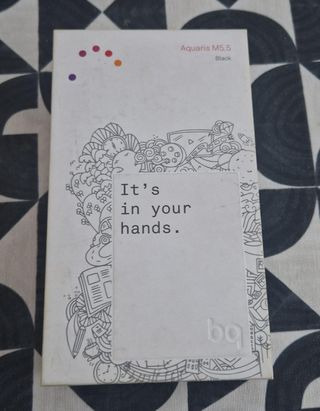 Aquaris M5.5
Black
It's
in your
hands.
bq